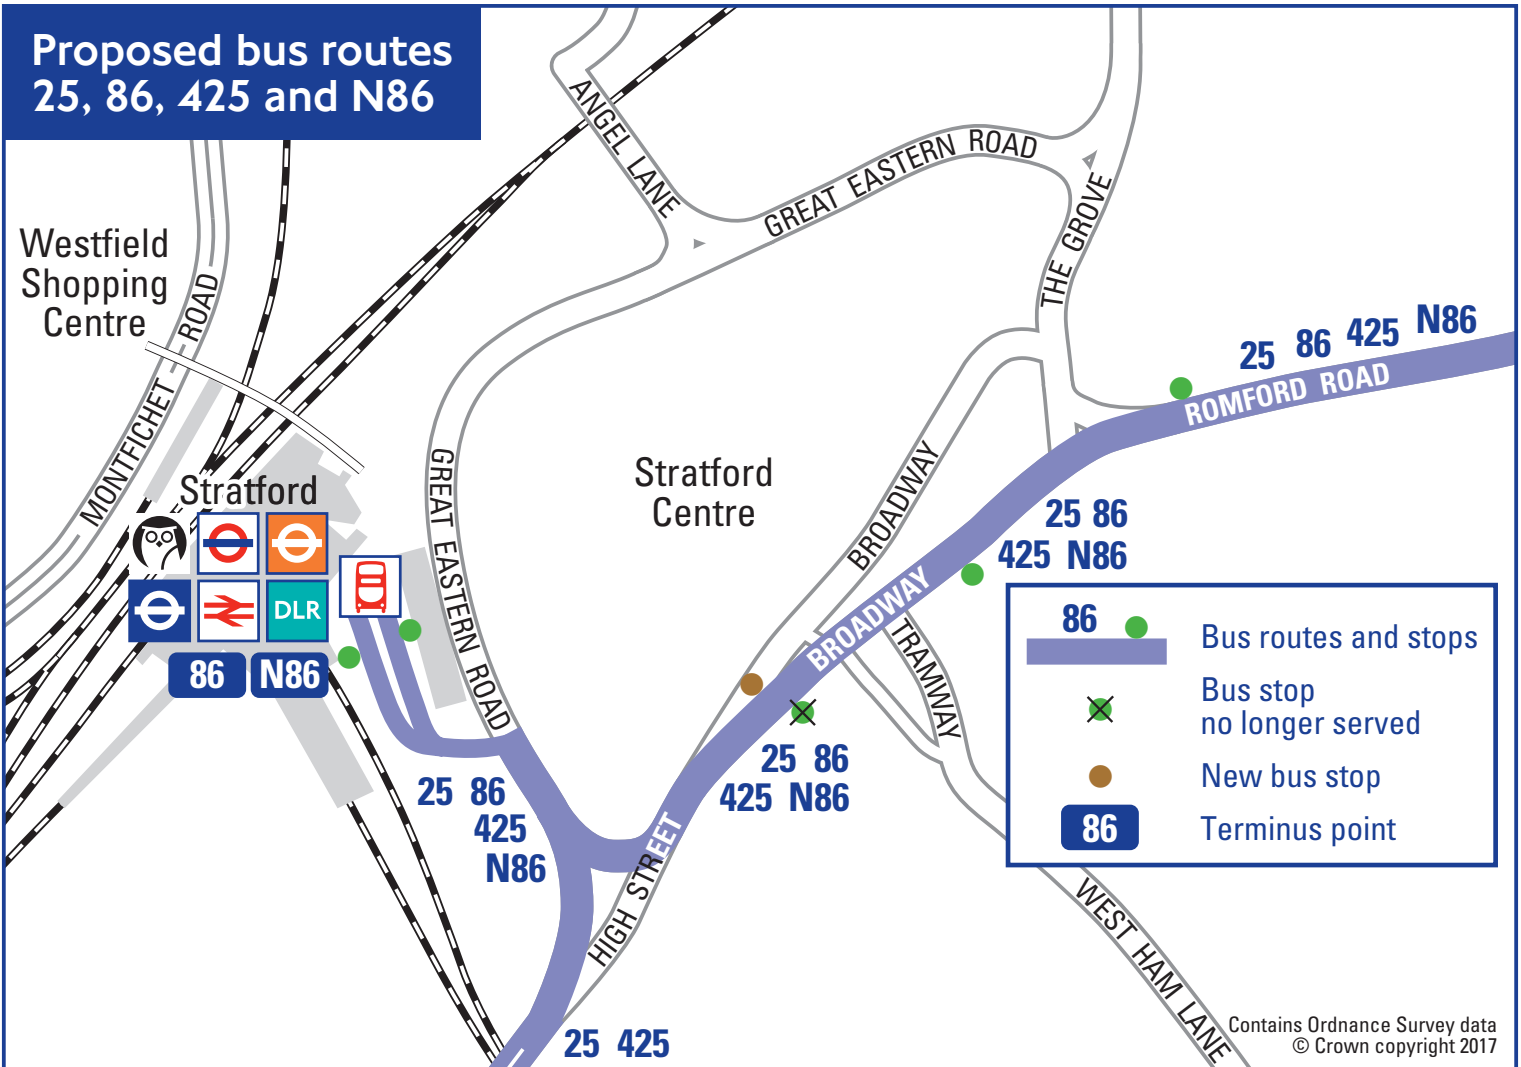 Proposed bus routes
25, 86, 425 and N86
ANGEL LANE
GREAT EASTERN ROAD
THE GROVE
Westfield
Shopping
Centre
MONTFICHET ROAD
25 86 425 N86
ROMFORD ROAD
Stratford
Centre
BROADWAY
GREAT EASTERN ROAD
Stratford
DLR
86 N86
25 86
425 N86
BROADWAY
TRAMWAY
25 86
425 N86
25 86
425
N86
HIGH STREET
25 425
WEST HAM LANE
86
Bus routes and stops
Bus stop
no longer served
New bus stop
86
Terminus point
Contains Ordnance Survey data
© Crown copyright 2017